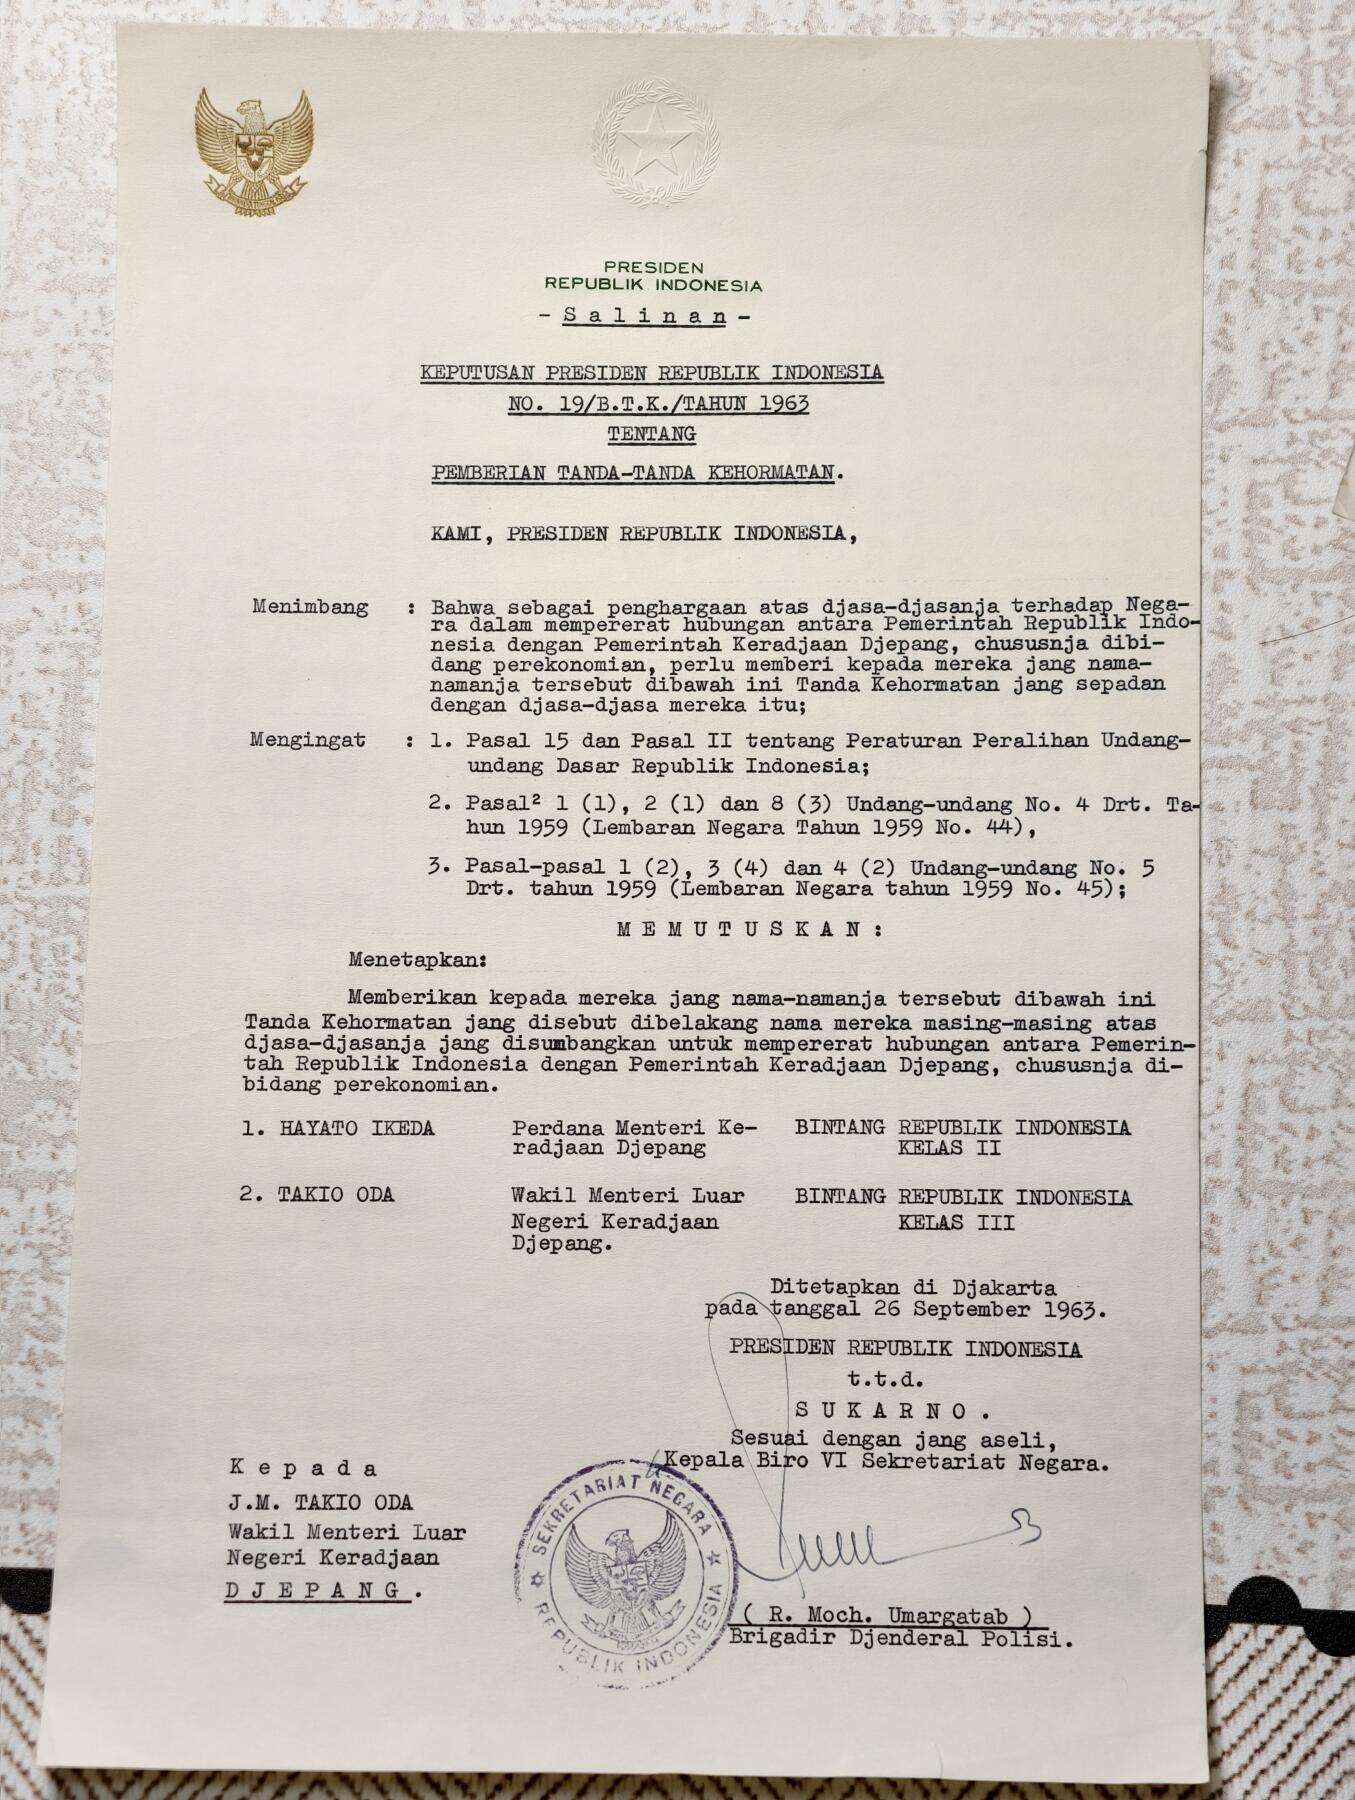 PRESIDEN
REPUBLIK INDONESIA
- Salinan -
KEPUTUSAN PRESIDEN REPUBLIK INDONESIA
NO. 19/B.T.K./TAHUN 1963
TENTANG
PEMBERIAN TANDA-TANDA KEHORMATAN.
KAMI, PRESIDEN REPUBLIK INDONESIA,
Menimbang : Bahwa sebagai penghargaan atas djasa-djasanja terhadap Nega-
ra dalam mempererat hubungan antara Pemerintah Republik Indo-
nesia dengan Pemerintah Keradjaan Djepang, chususnja dibi-
dang perekonomian, perlu memberi kepada mereka jang nama-
namanja tersebut dibawah ini Tanda Kehormatan jang sepadan
dengan djasa-djasa mereka itu;
Mengingat : 1. Pasal 15 dan Pasal II tentang Peraturan Peralihan Undang-
undang Dasar Republik Indonesia;
2. Pasal² 1 (1), 2 (1) dan 8 (3) Undang-undang No. 4 Drt. Ta-
hun 1959 (Lembaran Negara Tahun 1959 No. 44),
3. Pasal-pasal 1 (2), 3 (4) dan 4 (2) Undang-undang No. 5
Drt. tahun 1959 (Lembaran Negara tahun 1959 No. 45);
MEMUTUSKAN:
Menetapkan:
Memberikan kepada mereka jang nama-namanja tersebut dibawah ini
Tanda Kehormatan jang disebut dibelakang nama mereka masing-masing atas
djasa-djasanja jang disumbangkan untuk mempererat hubungan antara Pemerin-
tah Republik Indonesia dengan Pemerintah Keradjaan Djepang, chususnja di-
bidang perekonomian.
1. HAYATO IKEDA Perdana Menteri Ke- BINTANG REPUBLIK INDONESIA
radjaan Djepang KELAS II
2. TAKIO ODA Wakil Menteri Luar BINTANG REPUBLIK INDONESIA
Negeri Keradjaan KELAS III
Djepang.
Ditetapkan di Djakarta
pada tanggal 26 September 1963.
PRESIDEN REPUBLIK INDONESIA
t.t.d.
SUKARNO.
Sesuai dengan jang aseli,
Kepala Biro VI Sekretariat Negara.
Kepada
J.M. TAKIO ODA
Wakil Menteri Luar
Negeri Keradjaan
DJEPANG.
SEKRETARIAT NEGARA
REPUBLIK INDONESIA
( R. Moch. Umargatab )
Brigadir Djenderal Polisi.